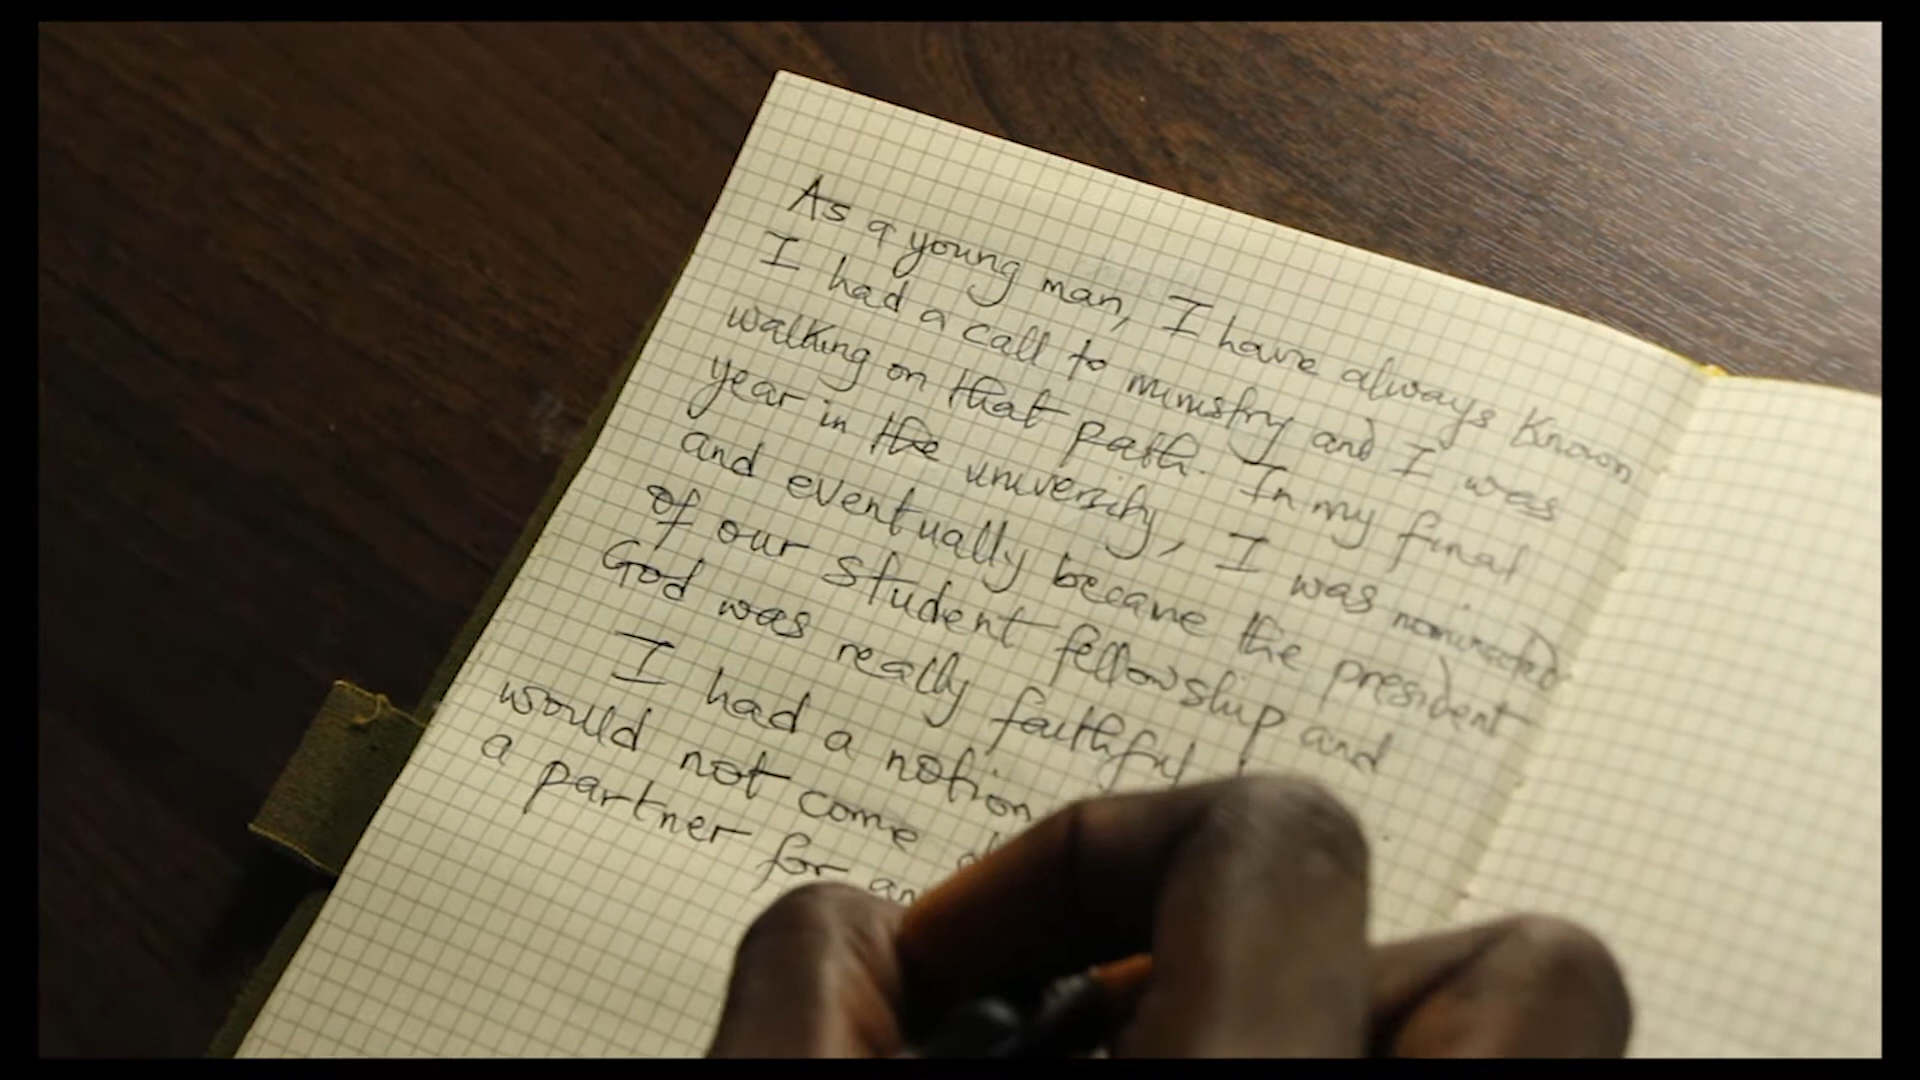 As a young man, I have always known
I had a call to ministry and I was
walking on that path. In my final
year in the university, I was nominated
and eventually became the president
of our student fellowship and
God was really faithful
I had a notion
would not come
a partner for